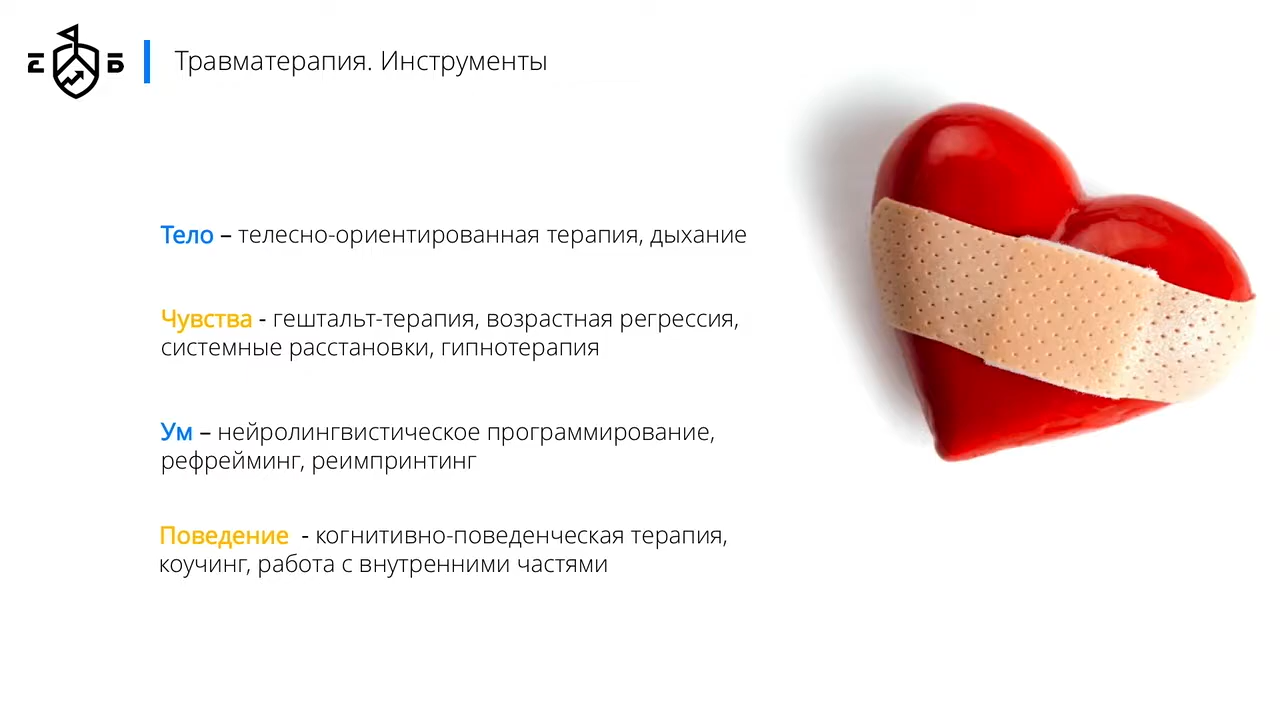 Є Б
Травматерапия. Инструменты
Тело – телесно-ориентированная терапия, дыхание
Чувства - гештальт-терапия, возрастная регрессия,
системные расстановки, гипнотерапия
Ум – нейролингвистическое программирование,
рефрейминг, реимпринтинг
Поведение - когнитивно-поведенческая терапия,
коучинг, работа с внутренними частями